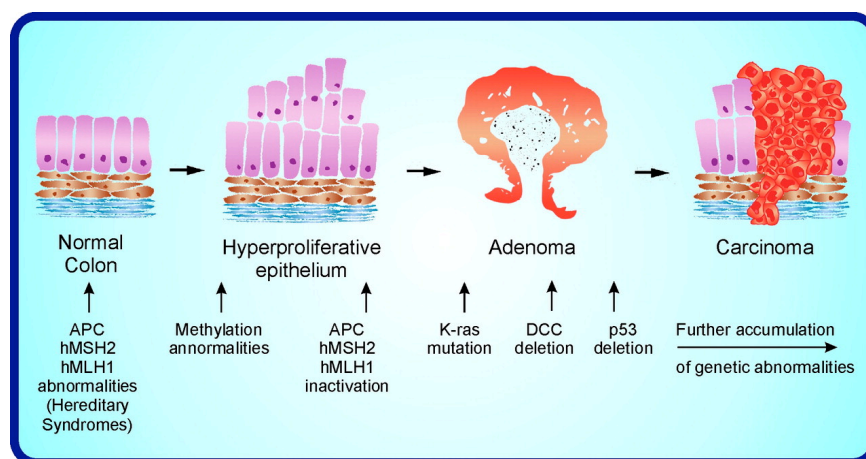 Normal
Colon
Hyperproliferative
epithelium
Adenoma
Carcinoma
APC
hMSH2
hMLH1
abnormalities
(Hereditary
Syndromes)
Methylation
annormalities
APC
hMSH2
hMLH1
inactivation
K-ras
mutation
DCC
deletion
p53
deletion
Further accumulation
of genetic abnormalities